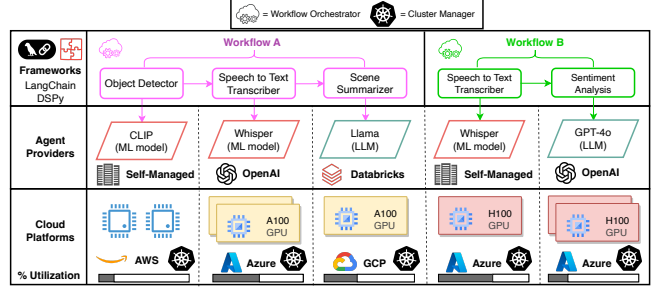 = Workflow Orchestrator = Cluster Manager
Workflow A
Workflow B
Frameworks
LangChain
DSPy
Object Detector
Speech to Text
Transcriber
Scene
Summarizer
Speech to Text
Transcriber
Sentiment
Analysis
Agent
Providers
CLIP
(ML model)
Whisper
(ML model)
Llama
(LLM)
Whisper
(ML model)
GPT-4o
(LLM)
Self-Managed
OpenAI
Databricks
Self-Managed
OpenAI
Cloud
Platforms
A100
GPU
A100
GPU
H100
GPU
H100
GPU
AWS
Azure
GCP
Azure
Azure
% Utilization